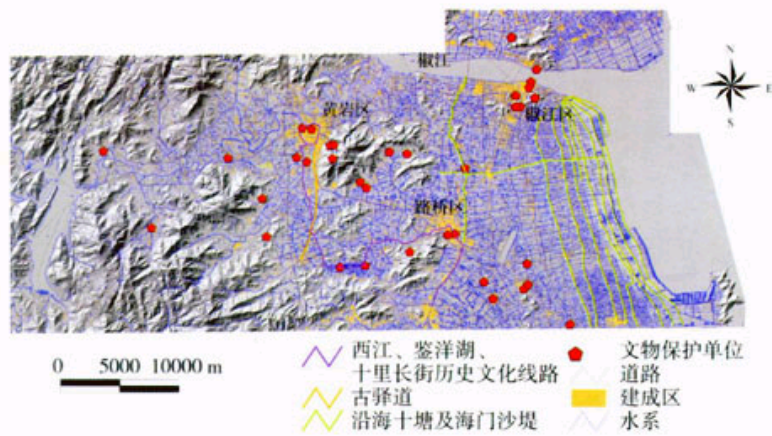 椒江
N
W
E
S
黄岩区
椒江区
路桥区
西江、鉴洋湖、
十里长街历史文化线路
古驿道
沿海十塘及海门沙堤
文物保护单位
道路
建成区
水系
0 5000 10000 m